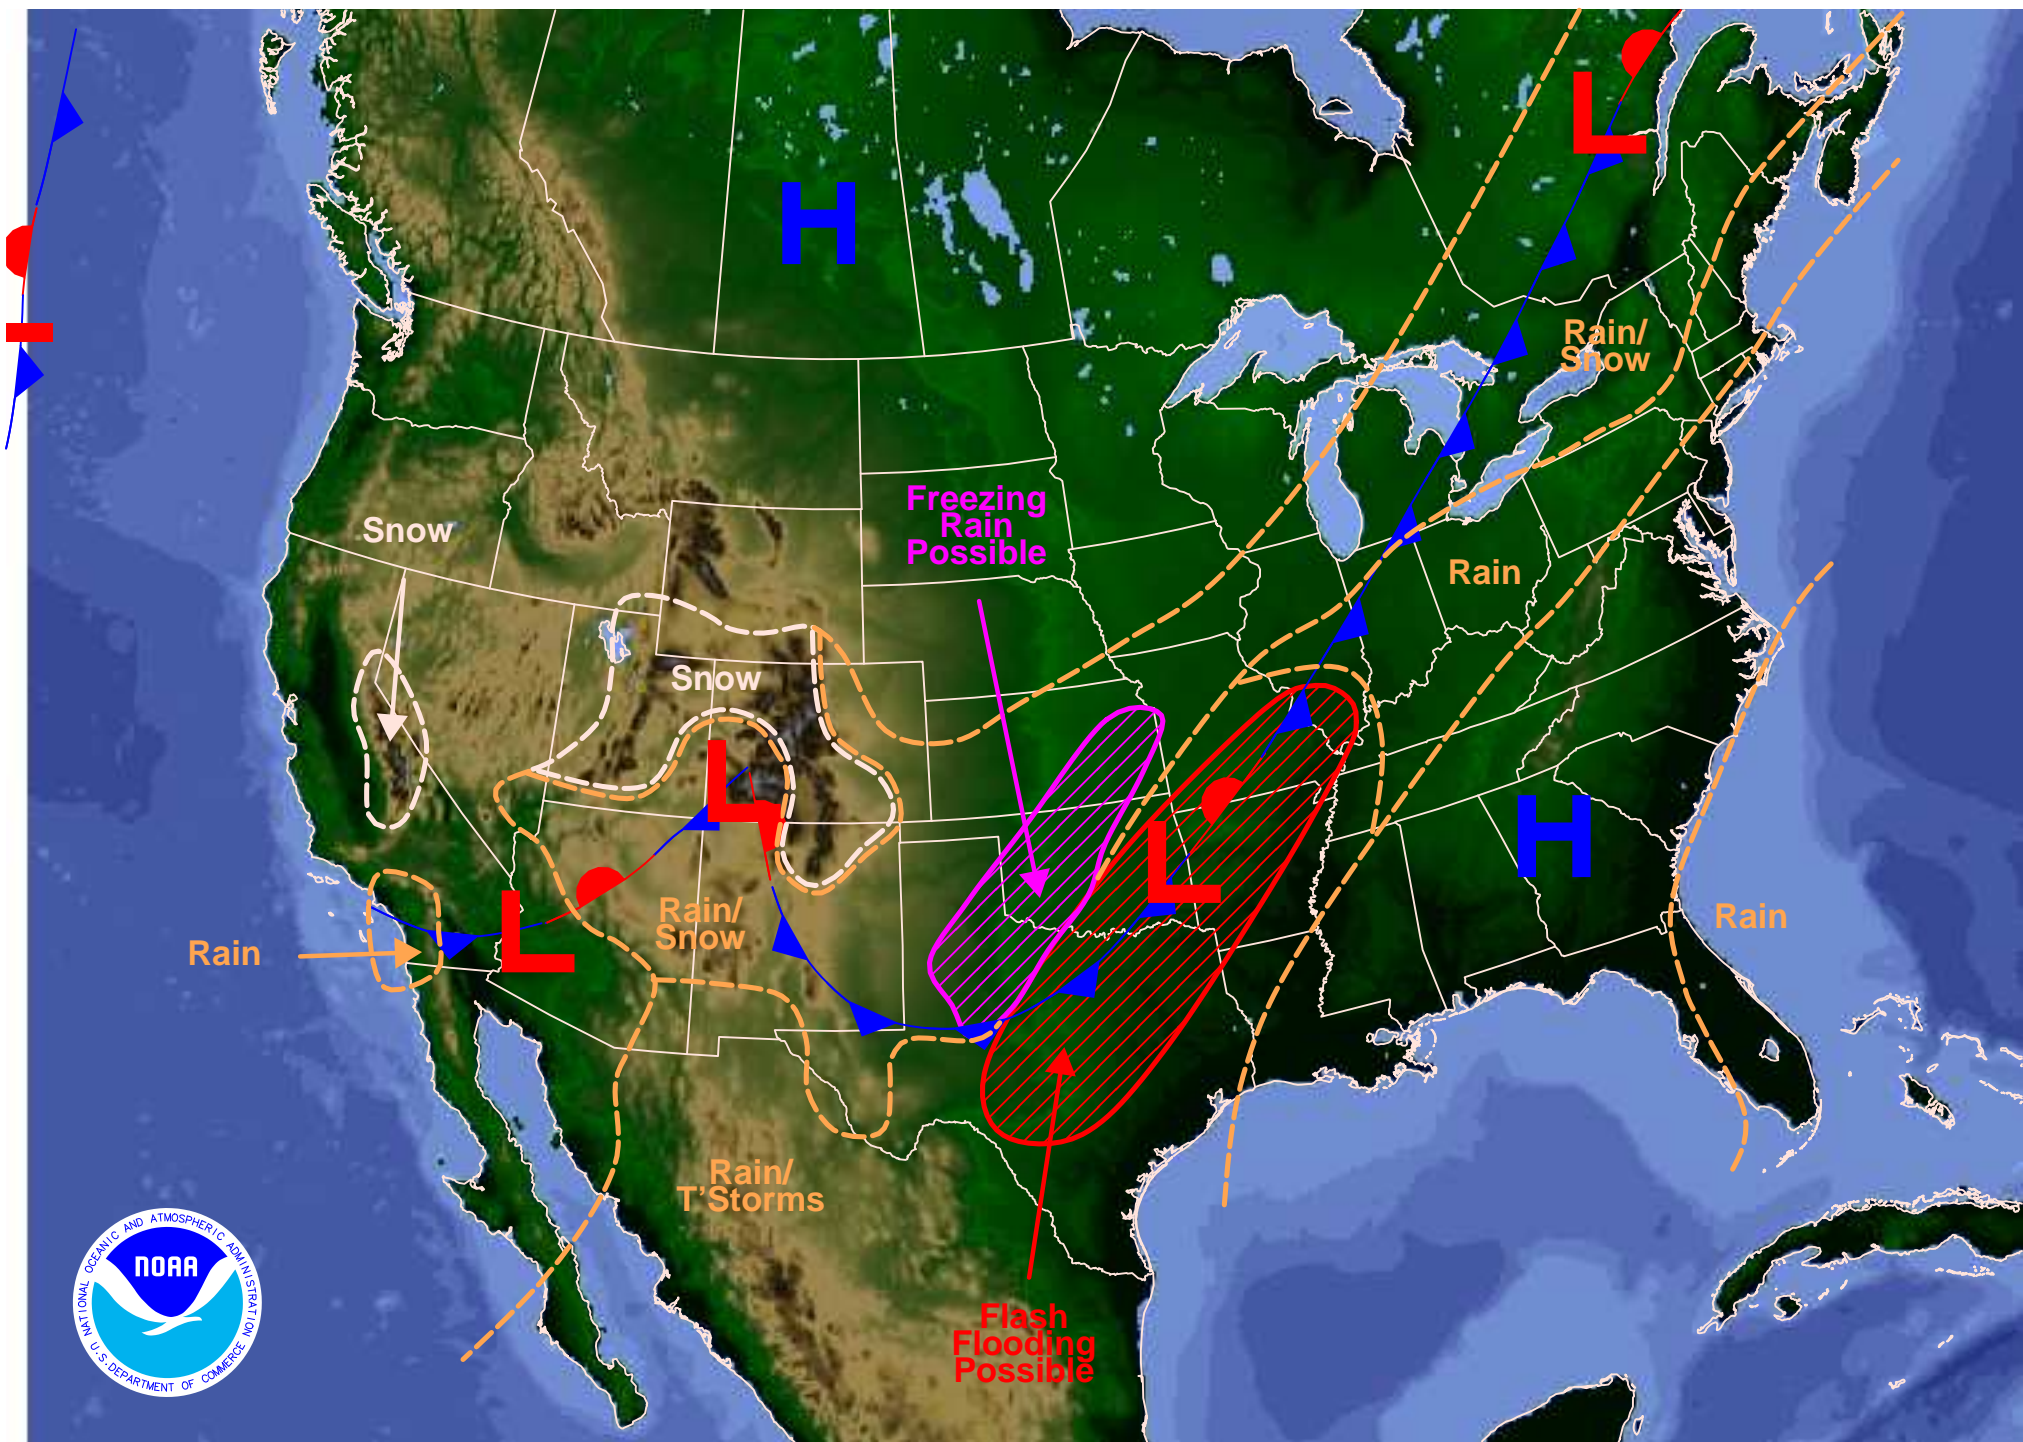 H
L
Rain/
Snow
Freezing
Rain
Possible
Snow
Rain
Snow
L
L
H
L
Rain/
Snow
Rain
Rain
Rain/
T'Storms
Flash
Flooding
Possible
NOAA
NATIONAL OCEANIC AND ATMOSPHERIC ADMINISTRATION
U.S. DEPARTMENT OF COMMERCE